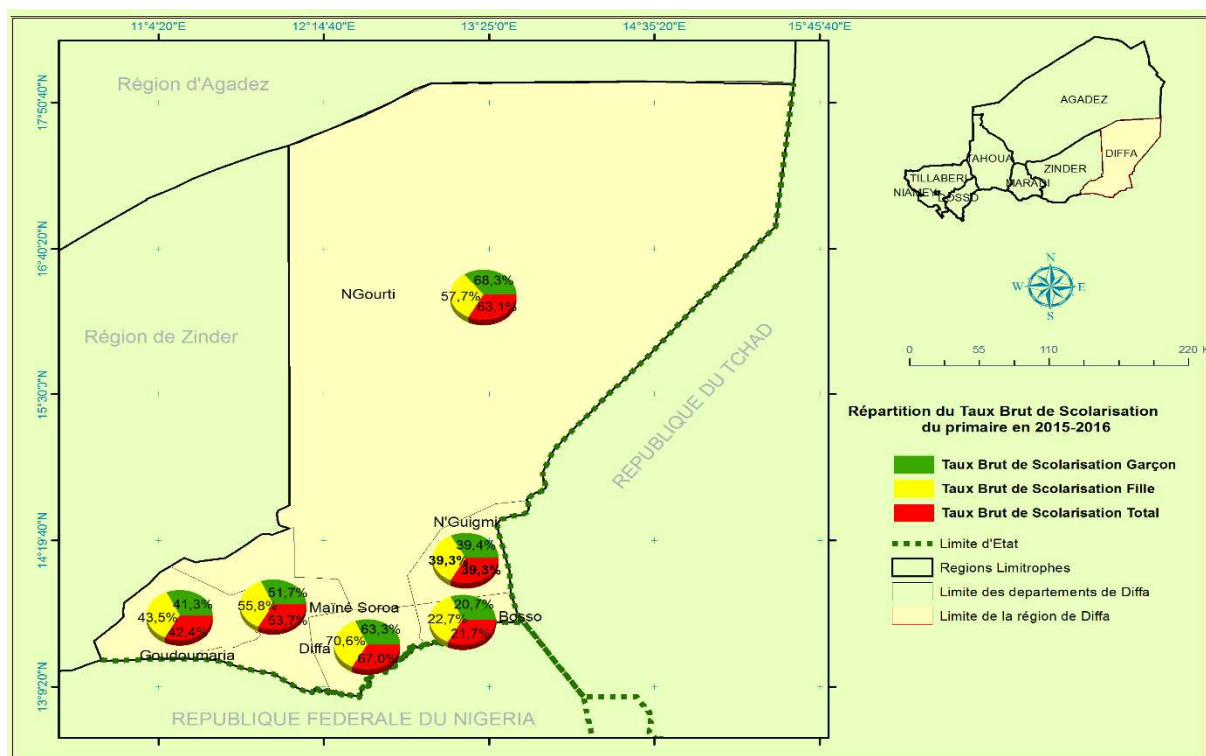 11°4'20"E
12°14'40"E
13°25'0"E
14°35'20"E
15°45'40"E
17°50'40"N
16°40'20"N
15°30'0"N
14°19'40"N
13°9'20"N
Région d'Agadez
Région de Zinder
NGourti
68,3%
57,7%
63,1%
REPUBLIQUE DU TCHAD
N'Guigmi
39,4%
39,3%
39,3%
Goudoumaria
41,3%
43,5%
42,4%
Maïné Soroa
51,7%
55,8%
53,7%
Diffa
63,3%
70,6%
67,0%
Bosso
20,7%
22,7%
21,7%
REPUBLIQUE FEDERALE DU NIGERIA
AGADEZ
DIFFA
TAHOUA
ZINDER
TILLABERI
MARADI
NIAMEY
DOSSO
N
W
E
S
0 55 110 220 K
Répartition du Taux Brut de Scolarisation
du primaire en 2015-2016
Taux Brut de Scolarisation Garçon
Taux Brut de Scolarisation Fille
Taux Brut de Scolarisation Total
Limite d'Etat
Regions Limitrophes
Limite des departements de Diffa
Limite de la région de Diffa